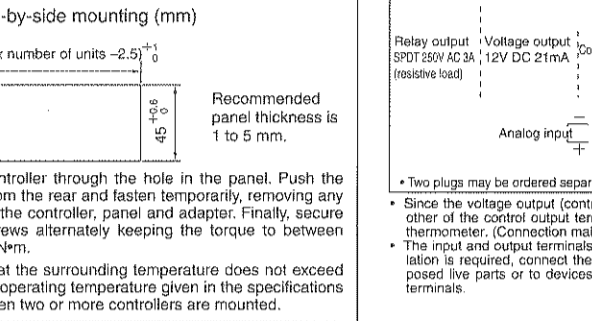 -by-side mounting (mm)
number of units –2.5) +1 0
45 +0.6 0
Recommended
panel thickness is
1 to 5 mm.
ntroller through the hole in the panel. Push the
om the rear and fasten temporarily, removing any
the controller, panel and adapter. Finally, secure
rews alternately keeping the torque to between
N•m.
at the surrounding temperature does not exceed
operating temperature given in the specifications
en two or more controllers are mounted.
Relay output
SPDT 250V AC 3A
(resistive load)
Voltage output
12V DC 21mA
Co
Analog input
–
+
• Two plugs may be ordered separ
• Since the voltage output (contr
other of the control output ter
thermometer. (Connection mal
• The input and output terminals
lation is required, connect the
posed live parts or to devices
terminals.